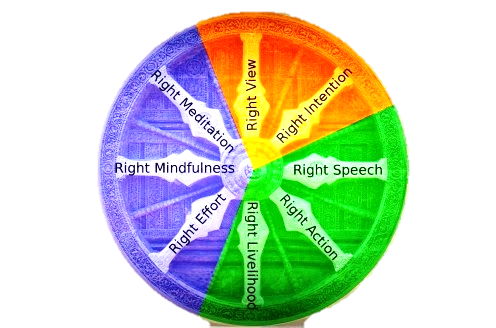 Right View
Right Intention
Right Speech
Right Action
Right Livelihood
Right Effort
Right Mindfulness
Right Meditation